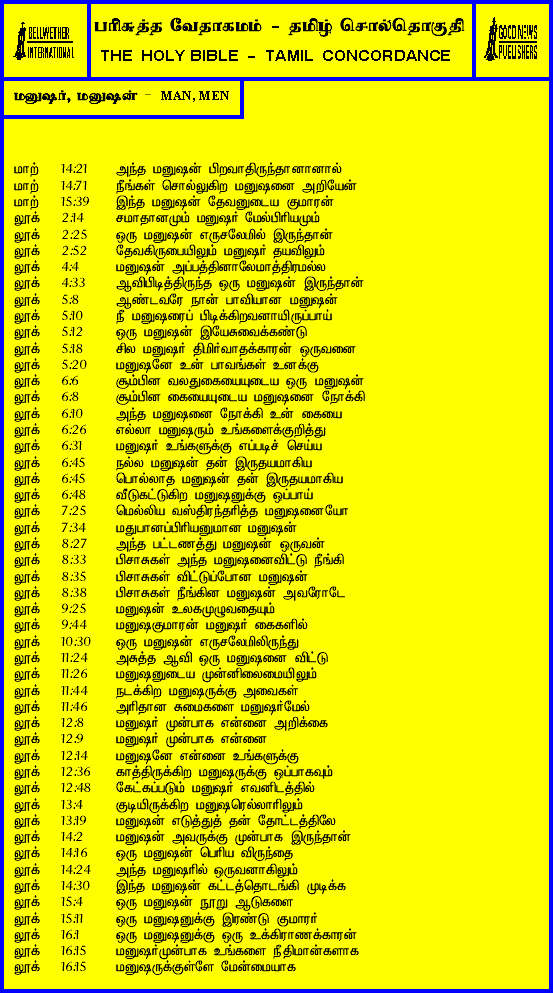 BELLWETHER
INTERNATIONAL
பரிசுத்த வேதாகமம் - தமிழ் சொல்தொகுதி
THE HOLY BIBLE - TAMIL CONCORDANCE
GOOD NEWS
PUBLISHERS
மனுஷர், மனுஷன் - MAN, MEN
மாற் 14:21 அந்த மனுஷன் பிறவாதிருந்தானானால்
மாற் 14:71 நீங்கள் சொல்லுகிற மனுஷனை அறியேன்
மாற் 15:39 இந்த மனுஷன் தேவனுடைய குமாரன்
லூக் 2:14 சமாதானமும் மனுஷர் மேல்பிரியமும்
லூக் 2:25 ஒரு மனுஷன் எருசலேமில் இருந்தான்
லூக் 2:52 தேவகிருபையிலும் மனுஷர் தயவிலும்
லூக் 4:4 மனுஷன் அப்பத்தினாலேமாத்திரமல்ல
லூக் 4:33 ஆவிபிடித்திருந்த ஒரு மனுஷன் இருந்தான்
லூக் 5:8 ஆண்டவரே நான் பாவியான மனுஷன்
லூக் 5:10 நீ மனுஷரைப் பிடிக்கிறவனாயிருப்பாய்
லூக் 5:12 ஒரு மனுஷன் இயேசுவைக்கண்டு
லூக் 5:18 சில மனுஷர் திமிர்வாதக்காரன் ஒருவனை
லூக் 5:20 மனுஷனே உன் பாவங்கள் உனக்கு
லூக் 6:6 சூம்பின வலதுகையையுடைய ஒரு மனுஷன்
லூக் 6:8 சூம்பின கையையுடைய மனுஷனை நோக்கி
லூக் 6:10 அந்த மனுஷனை நோக்கி உன் கையை
லூக் 6:26 எல்லா மனுஷரும் உங்களைக்குறித்து
லூக் 6:31 மனுஷர் உங்களுக்கு எப்படிச் செய்ய
லூக் 6:45 நல்ல மனுஷன் தன் இருதயமாகிய
லூக் 6:45 பொல்லாத மனுஷன் தன் இருதயமாகிய
லூக் 6:48 வீடுகட்டுகிற மனுஷனுக்கு ஒப்பாய்
லூக் 7:25 மெல்லிய வஸ்திரந்தரித்த மனுஷனையோ
லூக் 7:34 மதுபானப்பிரியனுமான மனுஷன்
லூக் 8:27 அந்த பட்டணத்து மனுஷன் ஒருவன்
லூக் 8:33 பிசாசுகள் அந்த மனுஷனைவிட்டு நீங்கி
லூக் 8:35 பிசாசுகள் விட்டுப்போன மனுஷன்
லூக் 8:38 பிசாசுகள் நீங்கின மனுஷன் அவரோடே
லூக் 9:25 மனுஷன் உலகமுழுவதையும்
லூக் 9:44 மனுஷகுமாரன் மனுஷர் கைகளில்
லூக் 10:30 ஒரு மனுஷன் எருசலேமிலிருந்து
லூக் 11:24 அசுத்த ஆவி ஒரு மனுஷனை விட்டு
லூக் 11:26 மனுஷனுடைய முன்னிலைமையிலும்
லூக் 11:44 நடக்கிற மனுஷருக்கு அவைகள்
லூக் 11:46 அரிதான சுமைகளை மனுஷர்மேல்
லூக் 12:8 மனுஷர் முன்பாக என்னை அறிக்கை
லூக் 12:9 மனுஷர் முன்பாக என்னை
லூக் 12:14 மனுஷனே என்னை உங்களுக்கு
லூக் 12:36 காத்திருக்கிற மனுஷருக்கு ஒப்பாகவும்
லூக் 12:48 கேட்கப்படும் மனுஷர் எவனிடத்தில்
லூக் 13:4 குடியிருக்கிற மனுஷரெல்லாரிலும்
லூக் 13:19 மனுஷன் எடுத்துத் தன் தோட்டத்திலே
லூக் 14:2 மனுஷன் அவருக்கு முன்பாக இருந்தான்
லூக் 14:16 ஒரு மனுஷன் பெரிய விருந்தை
லூக் 14:24 அந்த மனுஷரில் ஒருவனாகிலும்
லூக் 14:30 இந்த மனுஷன் கட்டத்தொடங்கி முடிக்க
லூக் 15:4 ஒரு மனுஷன் நூறு ஆடுகளை
லூக் 15:11 ஒரு மனுஷனுக்கு இரண்டு குமாரர்
லூக் 16:1 ஒரு மனுஷனுக்கு ஒரு உக்கிராணக்காரன்
லூக் 16:15 மனுஷர்முன்பாக உங்களை நீதிமான்களாக
லூக் 16:15 மனுஷருக்குள்ளே மேன்மையாக